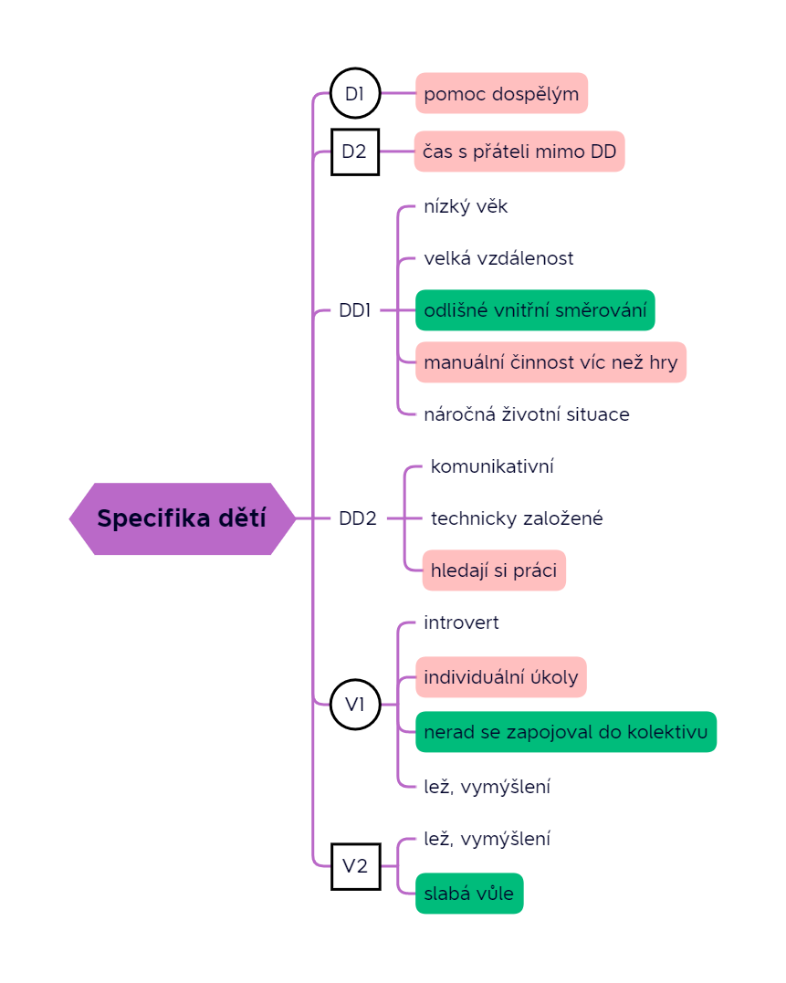 D1
pomoc dospělým
D2
čas s přáteli mimo DD
nízký věk
velká vzdálenost
DD1
odlišné vnitřní směrování
manuální činnost víc než hry
náročná životní situace
komunikativní
Specifika dětí
DD2
technicky založené
hledají si práci
introvert
individuální úkoly
V1
nerad se zapojoval do kolektivu
lež, vymýšlení
lež, vymýšlení
V2
slabá vůle